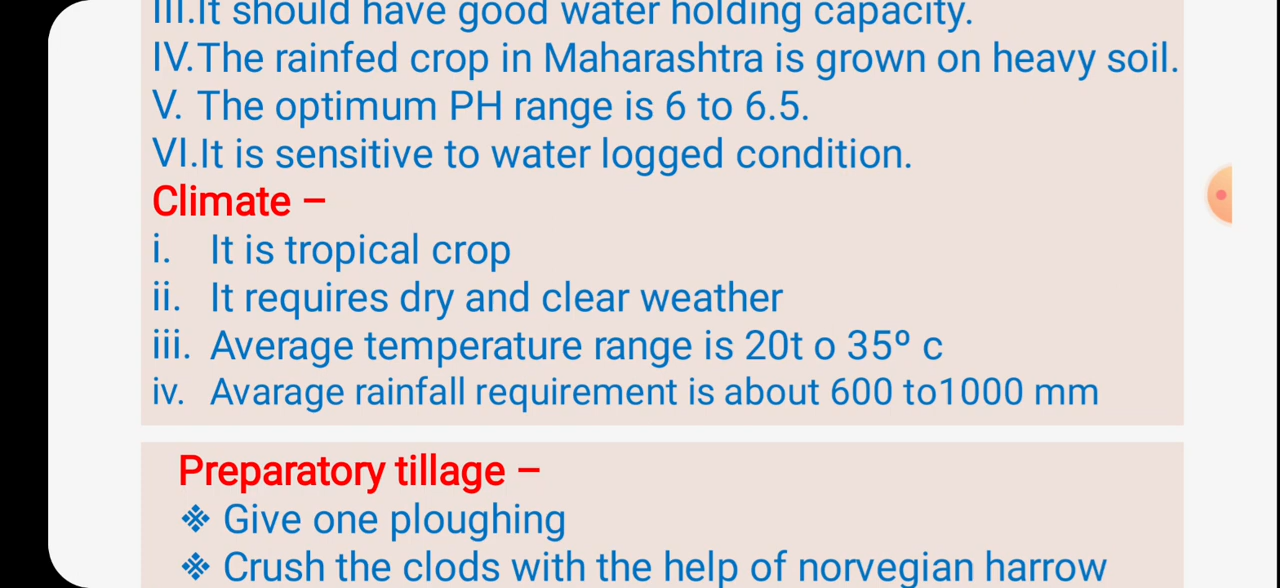 III.It should have good water holding capacity.
IV.The rainfed crop in Maharashtra is grown on heavy soil.
V. The optimum PH range is 6 to 6.5.
VI.It is sensitive to water logged condition.
Climate –
i. It is tropical crop
ii. It requires dry and clear weather
iii. Average temperature range is 20t o 35º c
iv. Avarage rainfall requirement is about 600 to1000 mm
Preparatory tillage –
❖ Give one ploughing
❖ Crush the clods with the help of norvegian harrow